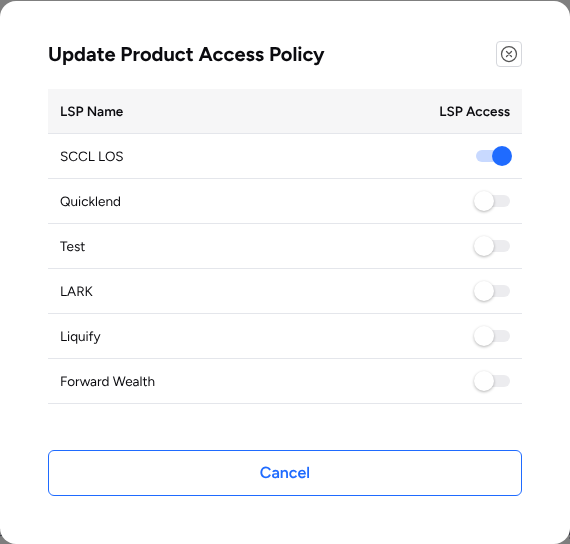 Update Product Access Policy
LSP Name LSP Access
SCCL LOS
Quicklend
Test
LARK
Liquify
Forward Wealth
Cancel